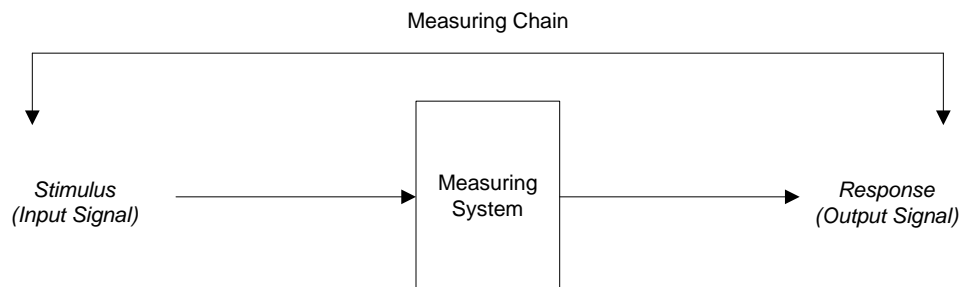 Measuring Chain
Stimulus
(Input Signal)
Measuring
System
Response
(Output Signal)